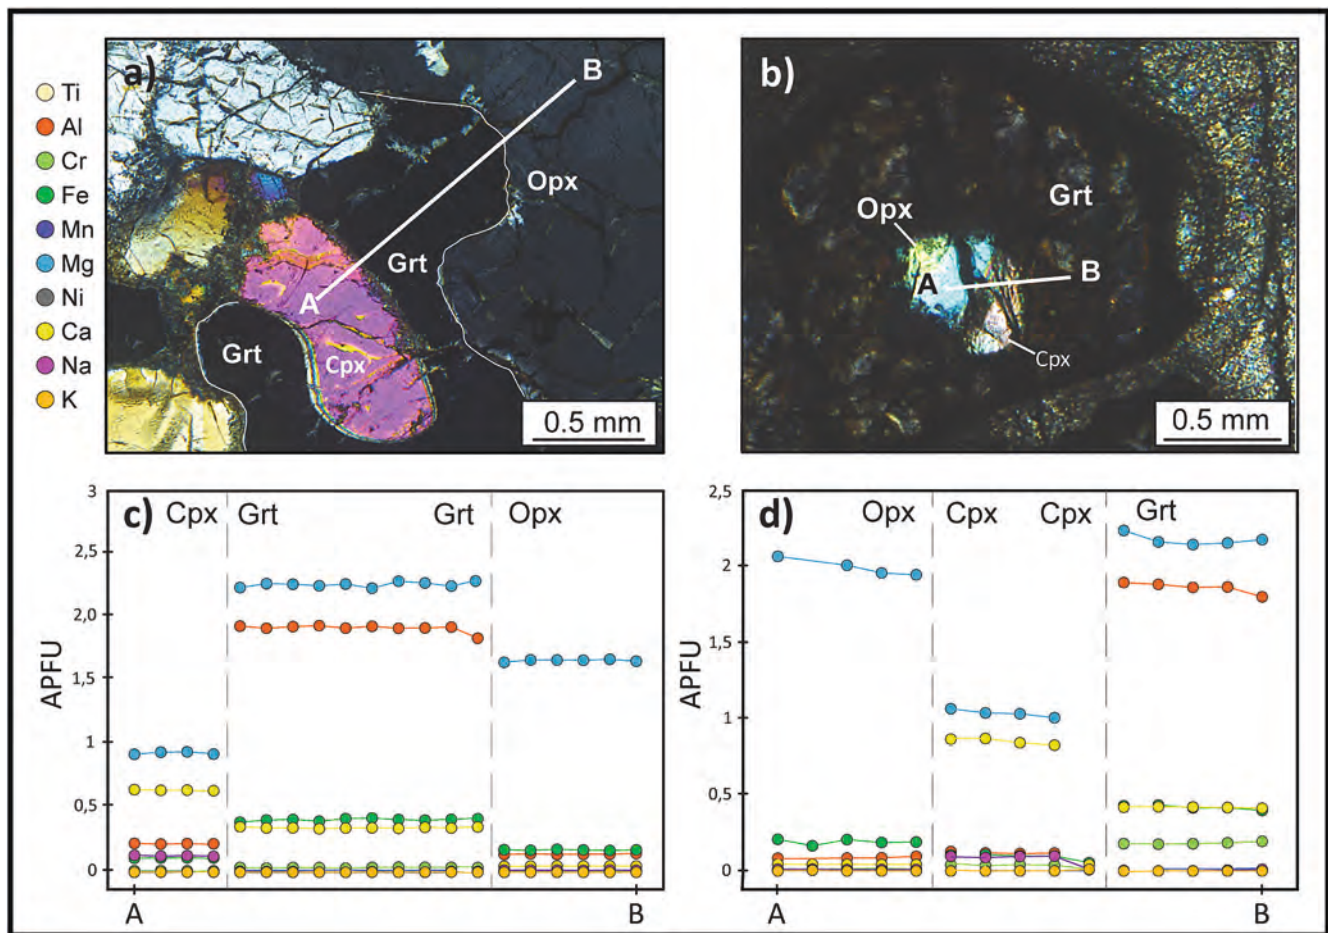 Ti
Al
Cr
Fe
Mn
Mg
Ni
Ca
Na
K
a)
B
Opx
Grt
A
Grt
Cpx
0.5 mm
b)
Grt
Opx
A
B
Cpx
0.5 mm
c)
Cpx
Grt
Grt
Opx
3
2,5
2,0
1,5
1
0,5
0
APFU
A
B
d)
Opx
Cpx
Cpx
Grt
2,5
2
1,5
1
0,5
0
APFU
A
B